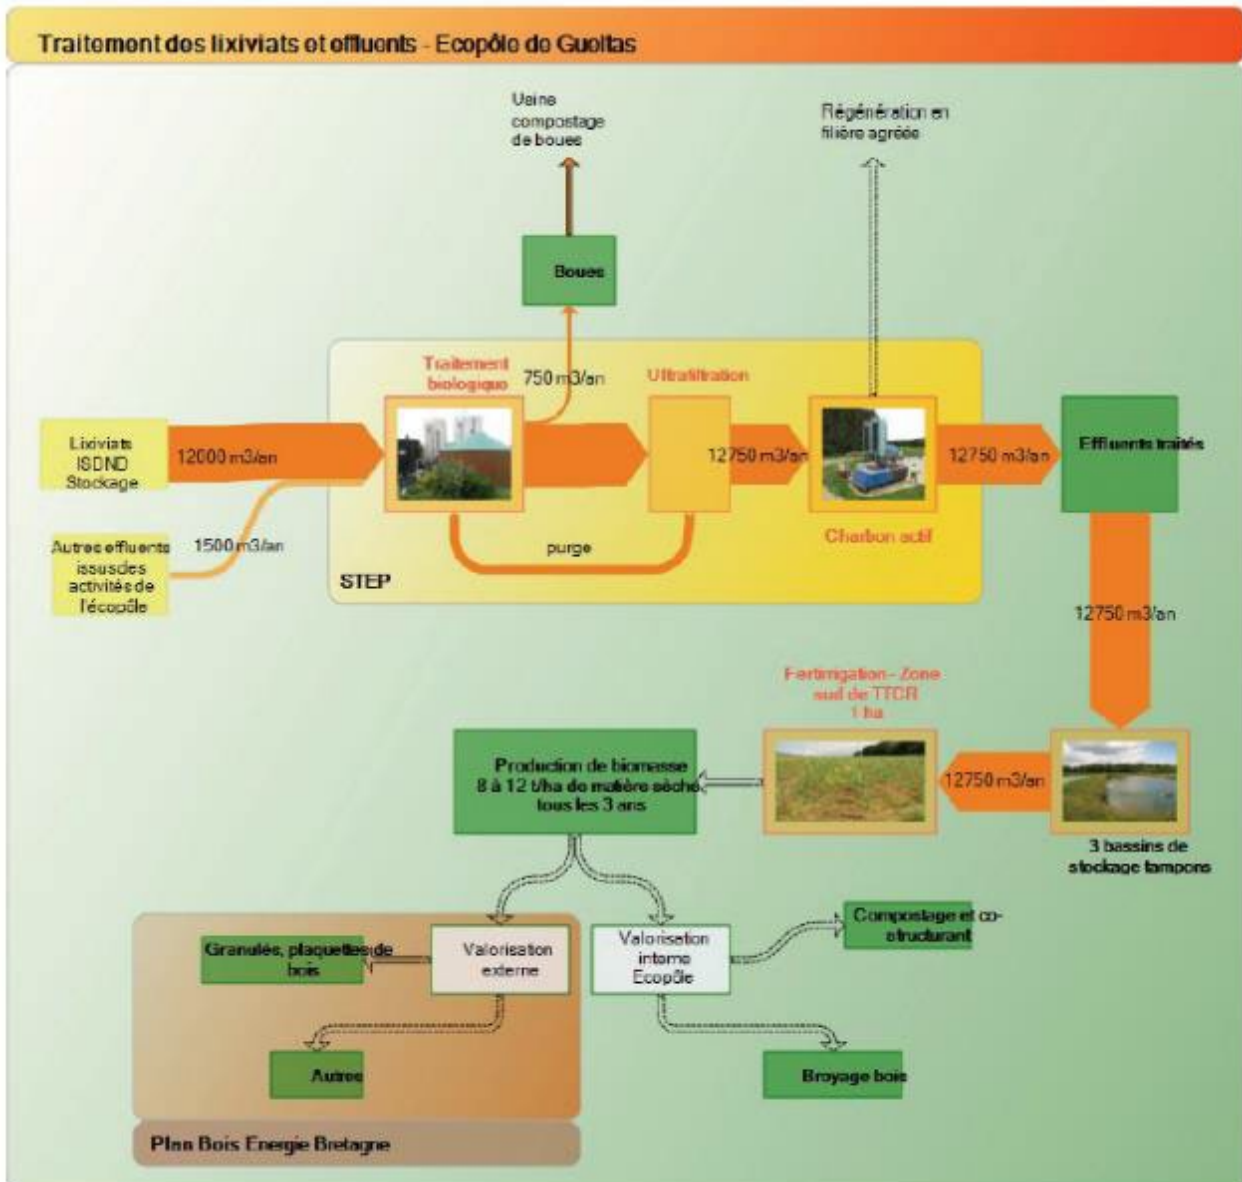 Traitement des lixiviats et effluents - Ecopôle de Gueltas
Usine
compostage
de boues
Régénération en
filière agréée
Boues
Traitement
biologique
750 m3/an
Ultrafiltration
Lixiviats
ISDND
Stockage
12000 m3/an
12750 m3/an
12750 m3/an
Effluents traités
Autres effluents
issus des
activités de
l'écopôle
1500 m3/an
purge
Charbon actif
STEP
12750 m3/an
Fertirrigation - Zone
sud de TTCR
1 ha
Production de biomasse
8 à 12 t/ha de matière sèche
tous les 3 ans
12750 m3/an
3 bassins de
stockage tampons
Granulés, plaquettes de
bois
Valorisation
externe
Valorisation
interne
Ecopôle
Compostage et co-
structurant
Autres
Broyage bois
Plan Bois Energie Bretagne